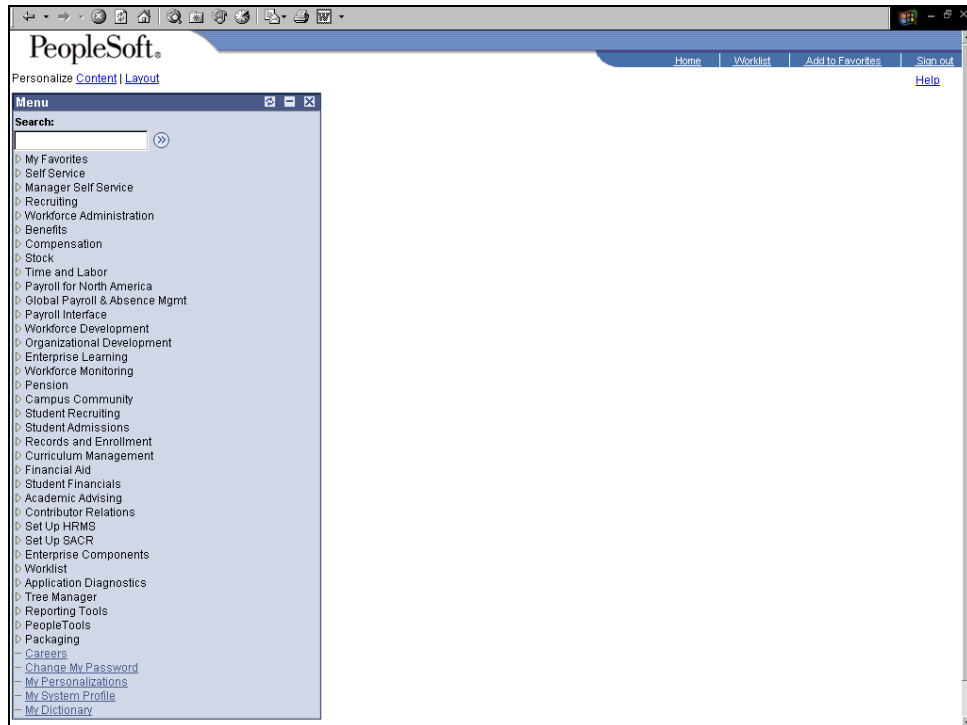 PeopleSoft®
Home Worklist Add to Favorites Sign out
Personalize Content | Layout Help
Menu
Search:
My Favorites
Self Service
Manager Self Service
Recruiting
Workforce Administration
Benefits
Compensation
Stock
Time and Labor
Payroll for North America
Global Payroll & Absence Mgmt
Payroll Interface
Workforce Development
Organizational Development
Enterprise Learning
Workforce Monitoring
Pension
Campus Community
Student Recruiting
Student Admissions
Records and Enrollment
Curriculum Management
Financial Aid
Student Financials
Academic Advising
Contributor Relations
Set Up HRMS
Set Up SACR
Enterprise Components
Worklist
Application Diagnostics
Tree Manager
Reporting Tools
PeopleTools
Packaging
Careers
Change My Password
My Personalizations
My System Profile
My Dictionary